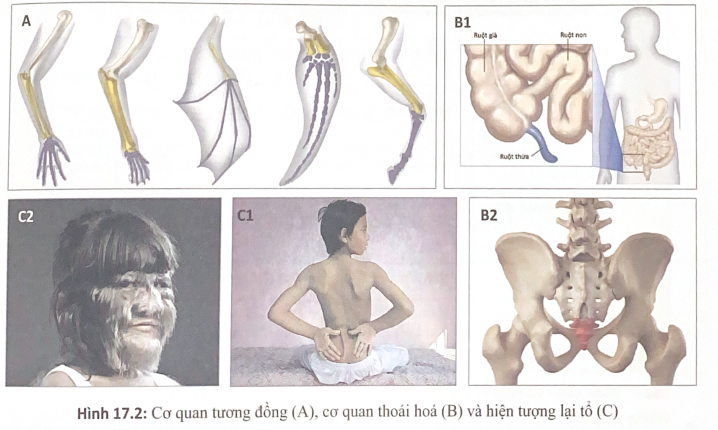 A
B1
Ruột già
Ruột non
Ruột thừa
C2
C1
B2
Hình 17.2: Cơ quan tương đồng (A), cơ quan thoái hoá (B) và hiện tượng lại tổ (C)